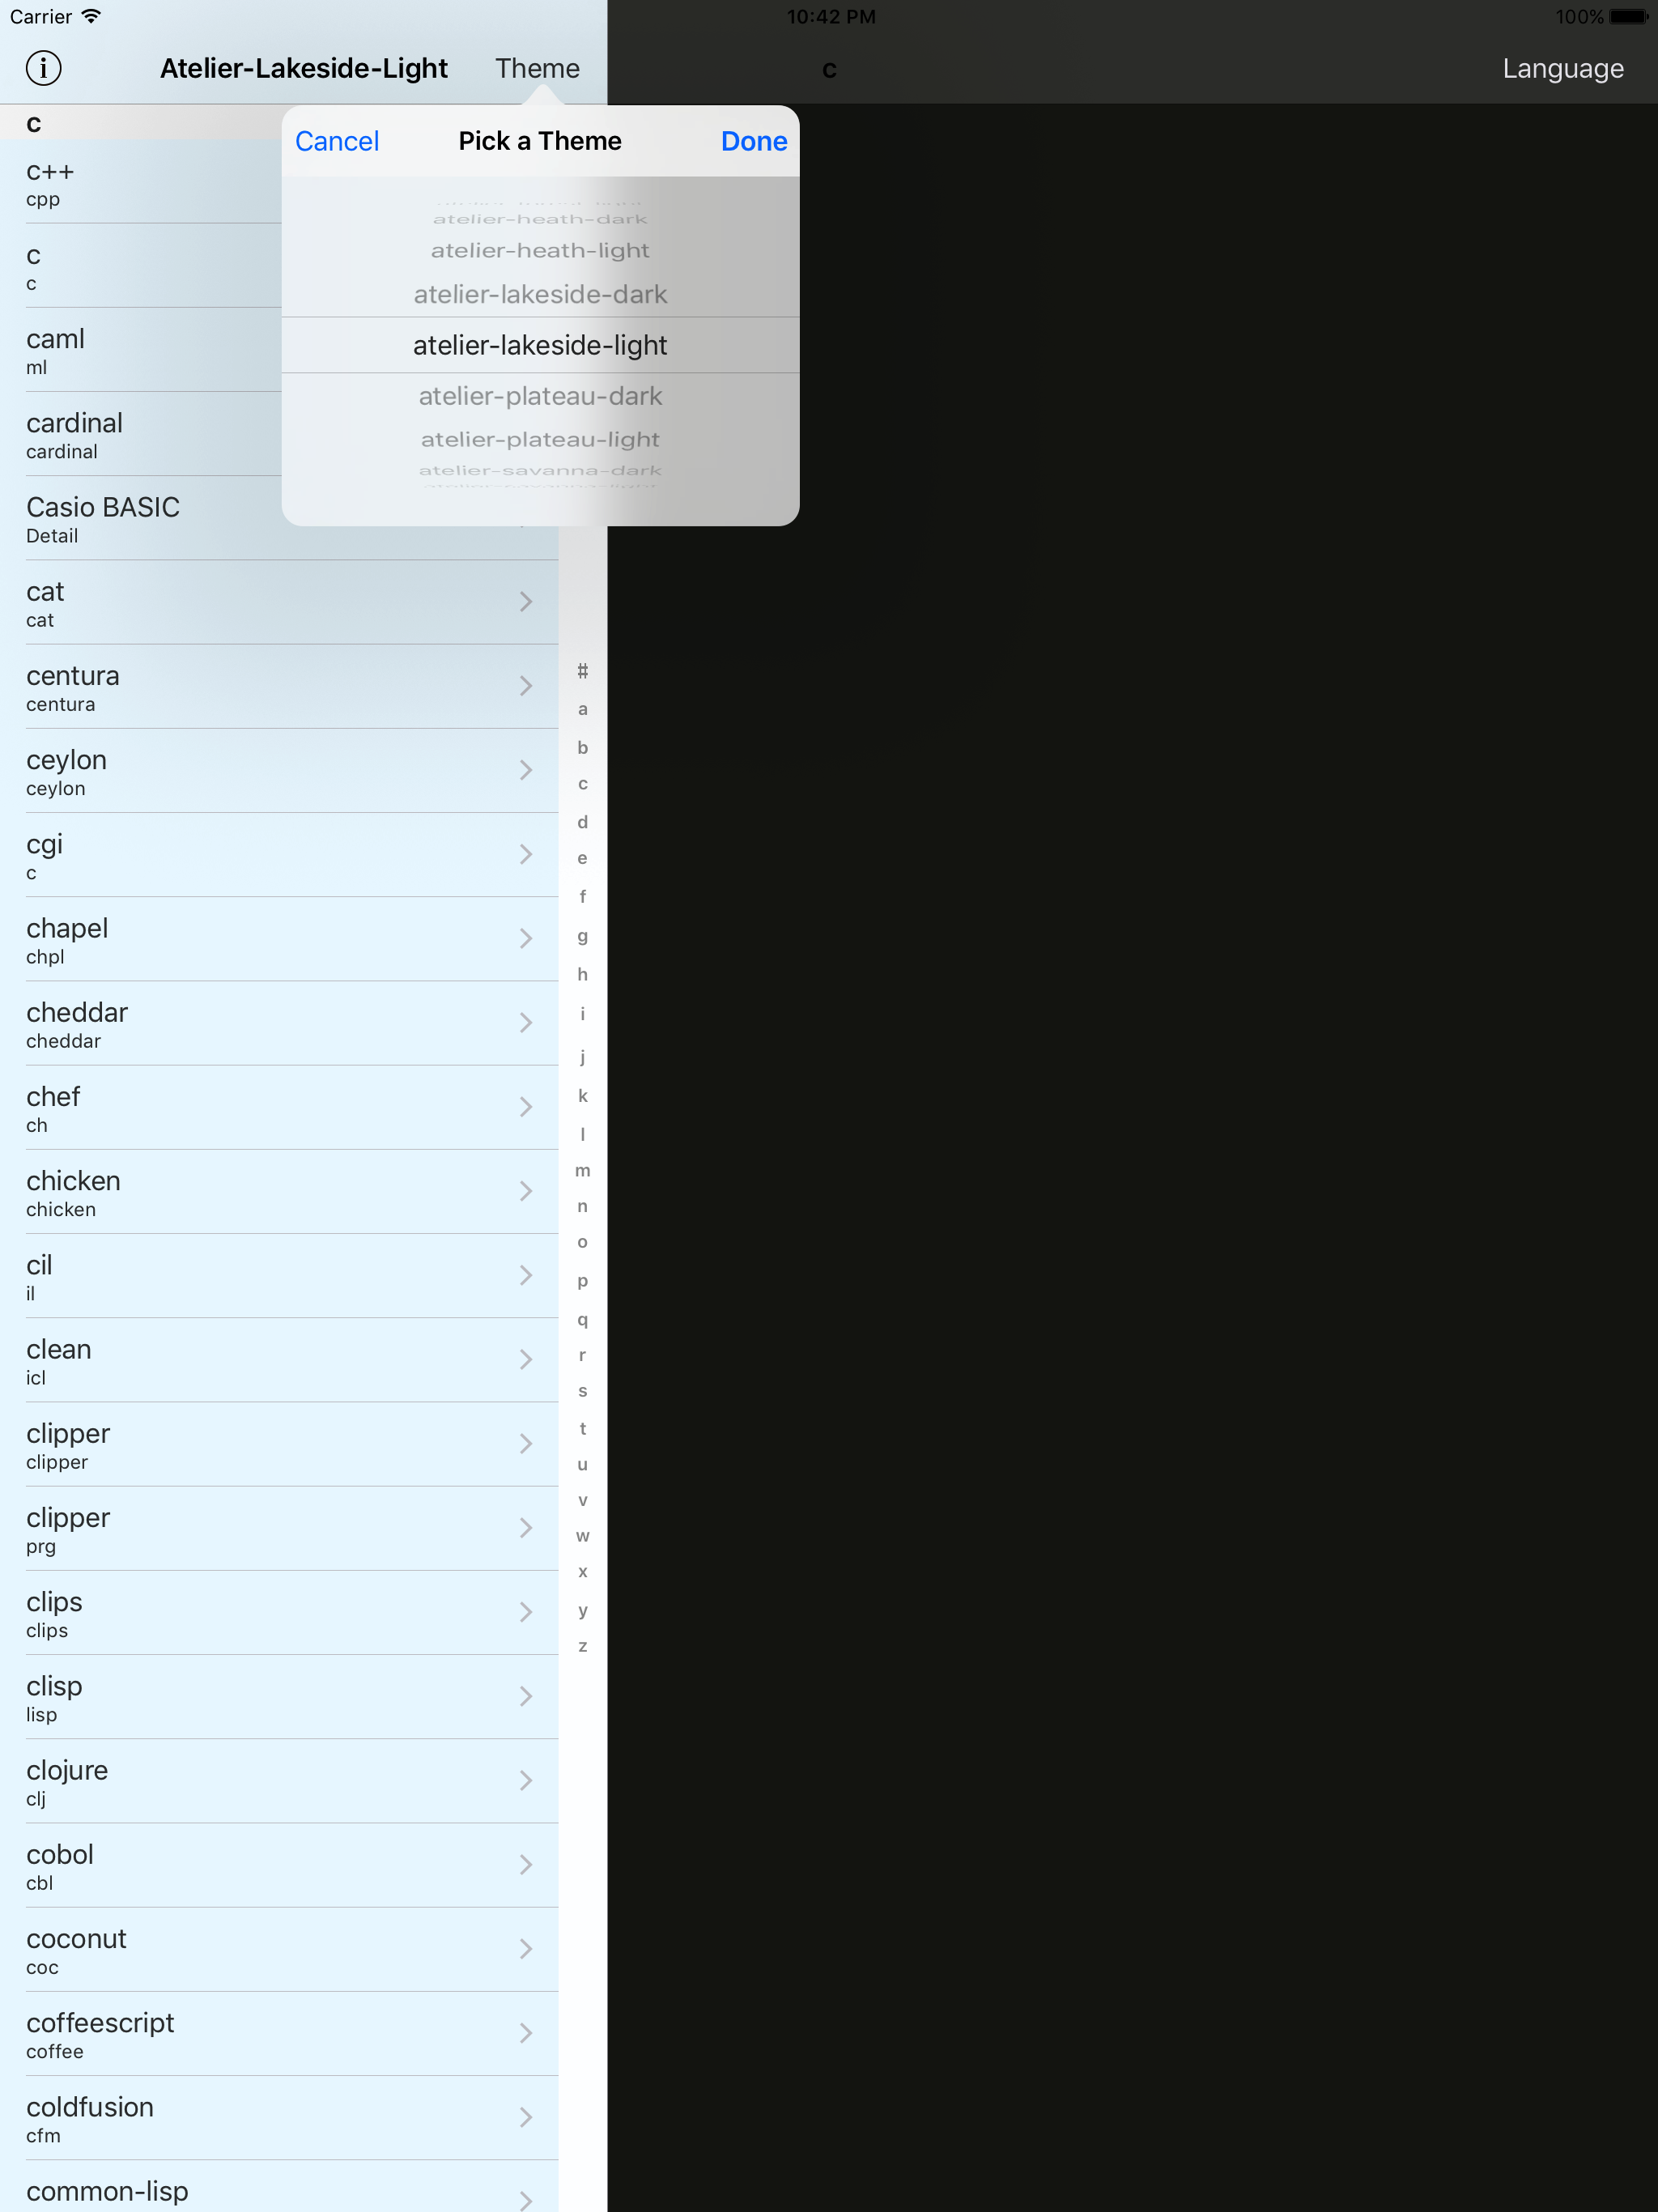 Carrier
10:42 PM
100%
i
Atelier-Lakeside-Light
Theme
c
Language
c
c++
cpp
c
c
caml
ml
cardinal
cardinal
Casio BASIC
Detail
cat
cat
centura
centura
ceylon
ceylon
cgi
c
chapel
chpl
cheddar
cheddar
chef
ch
chicken
chicken
cil
il
clean
icl
clipper
clipper
clipper
prg
clips
clips
clisp
lisp
clojure
clj
cobol
cbl
coconut
coc
coffeescript
coffee
coldfusion
cfm
common-lisp
Cancel
Pick a Theme
Done
atelier-heath-dark
atelier-heath-light
atelier-lakeside-dark
atelier-lakeside-light
atelier-plateau-dark
atelier-plateau-light
atelier-savanna-dark
atelier-savanna-light
#
a
b
c
d
e
f
g
h
i
j
k
l
m
n
o
p
q
r
s
t
u
v
w
x
y
z